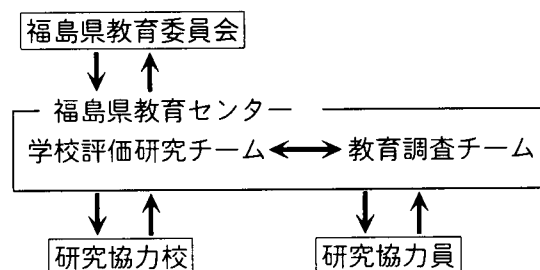 福島県教育委員会
福島県教育センター
学校評価研究チーム
教育調査チーム
研究協力校
研究協力員